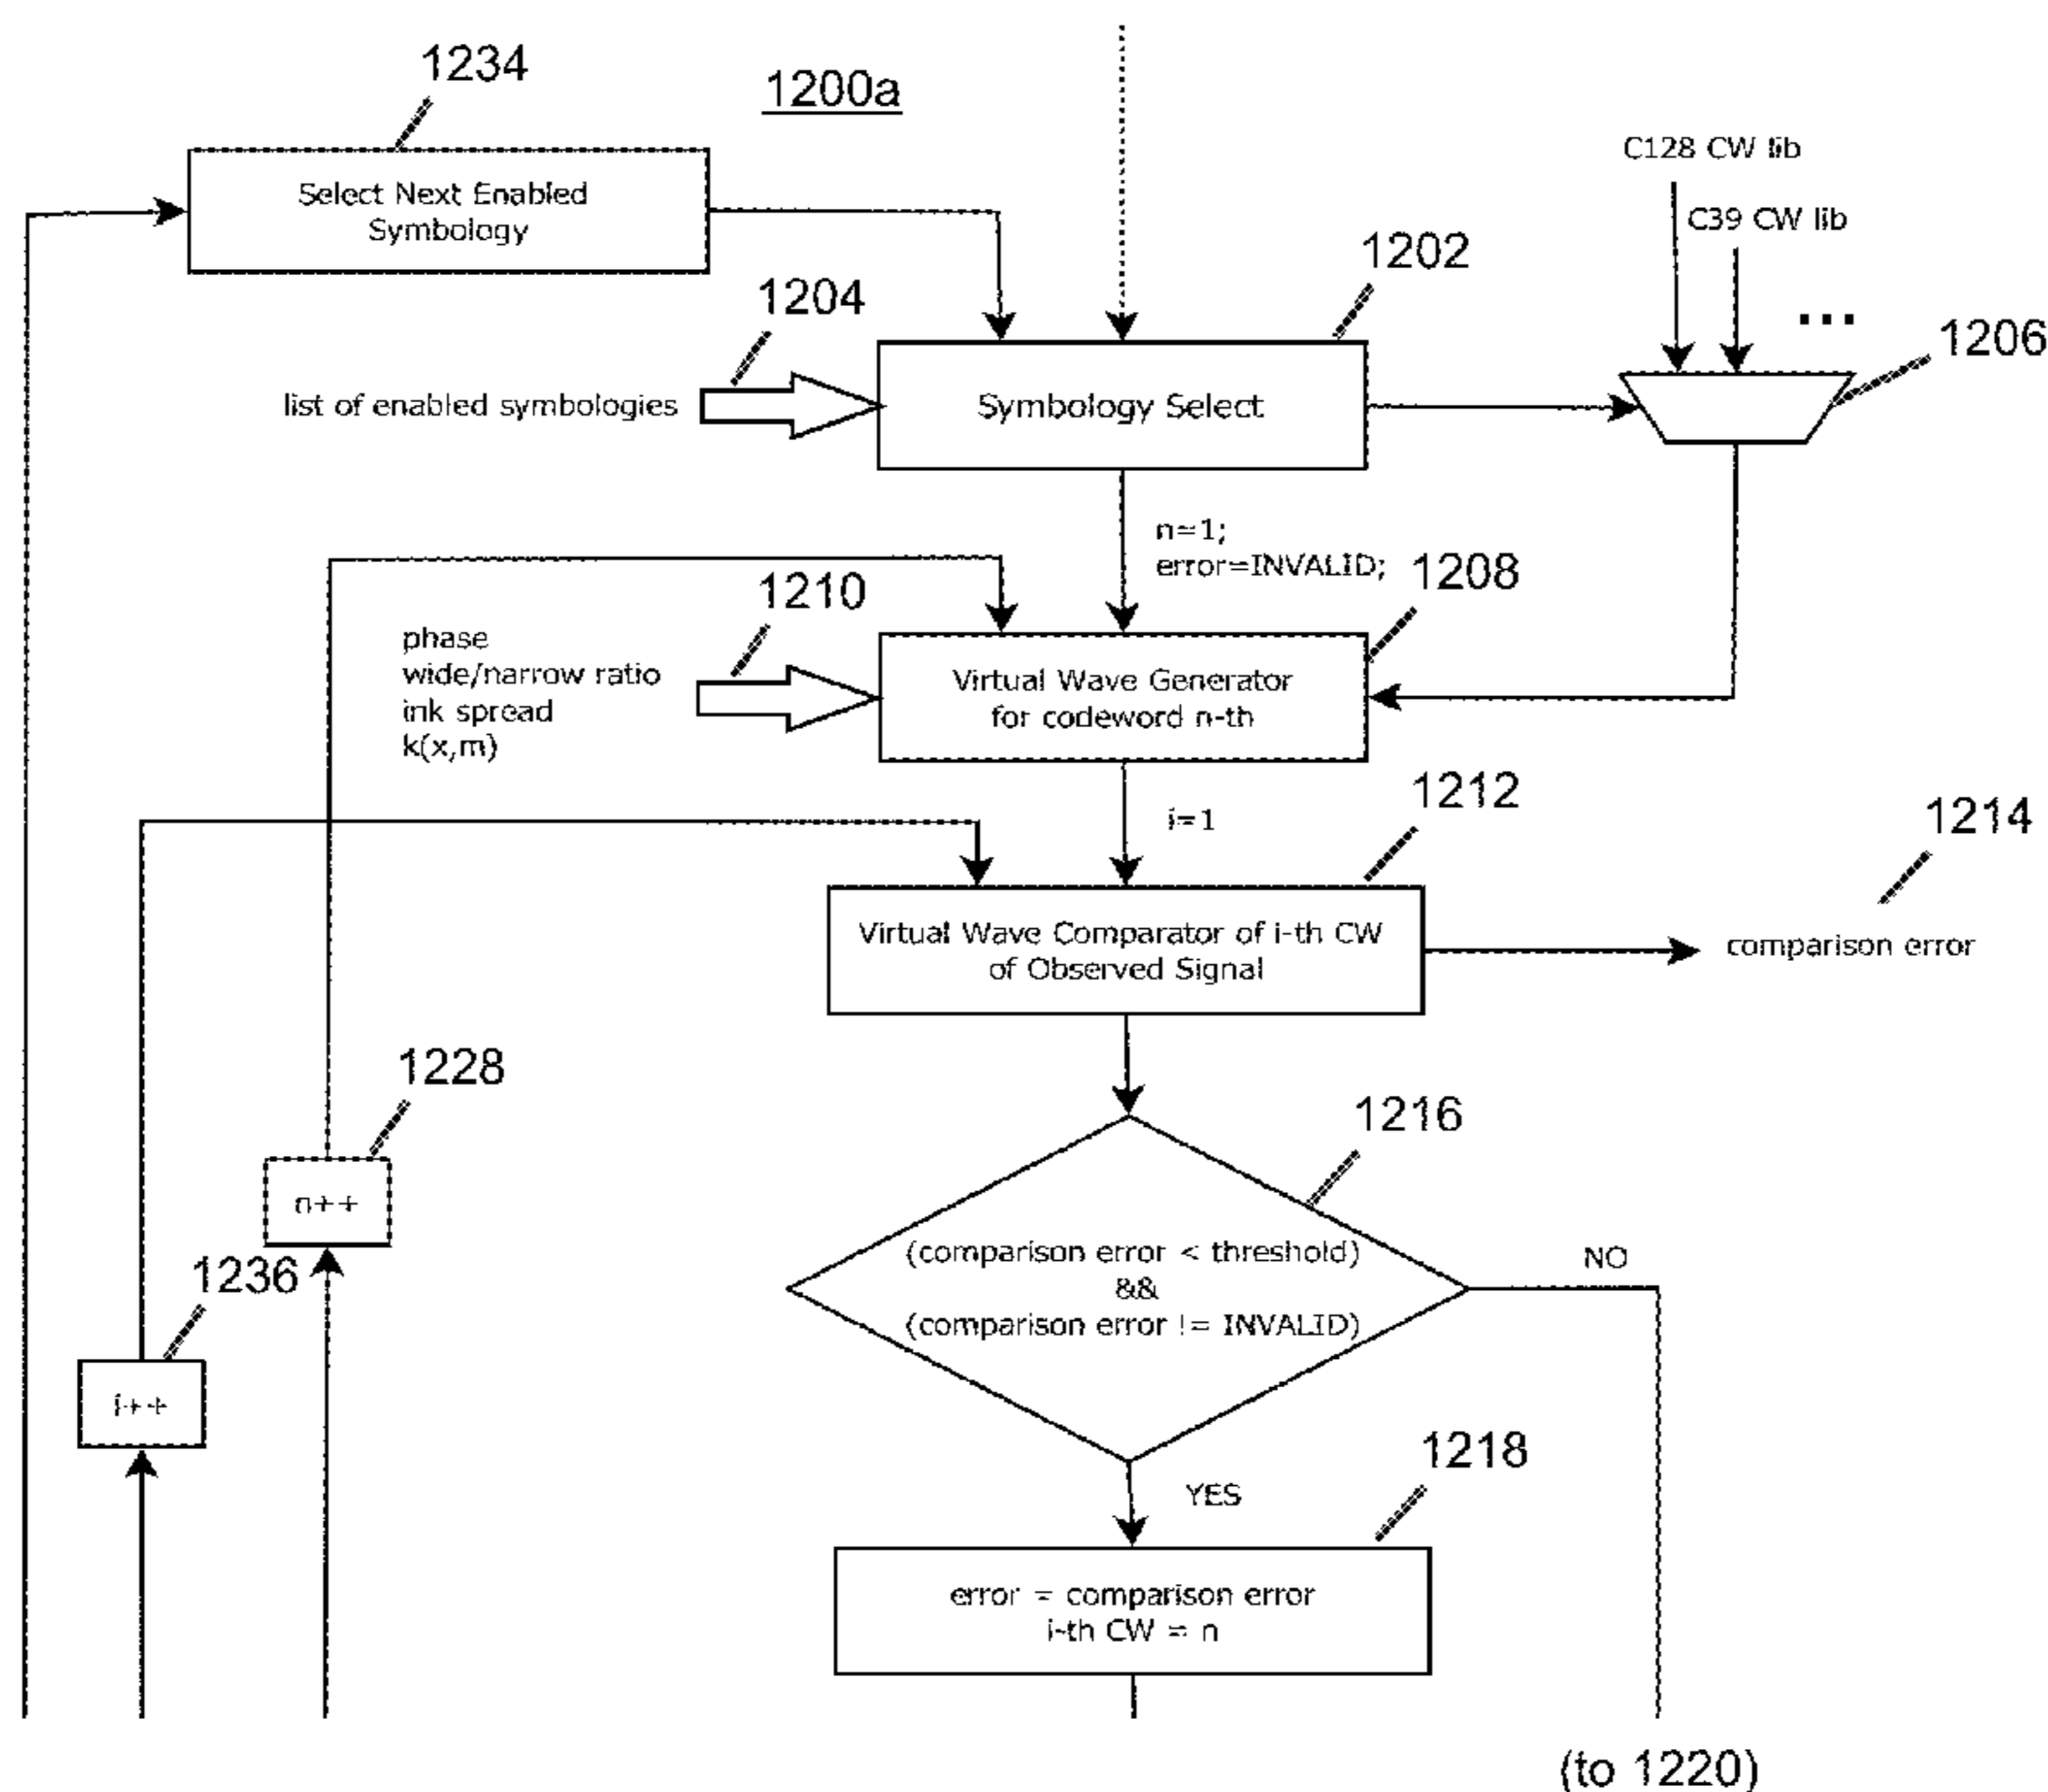 1234
1200a
C128 CW lib
Select Next Enabled
Symbology
C39 CW lib
1202
1204
...
1206
list of enabled symbologies
Symbology Select
n=1;
error=INVALID;
1208
1210
phase
wide/narrow ratio
ink spread
k(x,m)
Virtual Wave Generator
for codeword n-th
1212
i=1
1214
Virtual Wave Comparator of i-th CW
of Observed Signal
comparison error
1228
1216
n++
(comparison error < threshold)
&&
(comparison error != INVALID)
NO
1236
i++
1218
YES
error = comparison error
i-th CW = n
(to 1220)